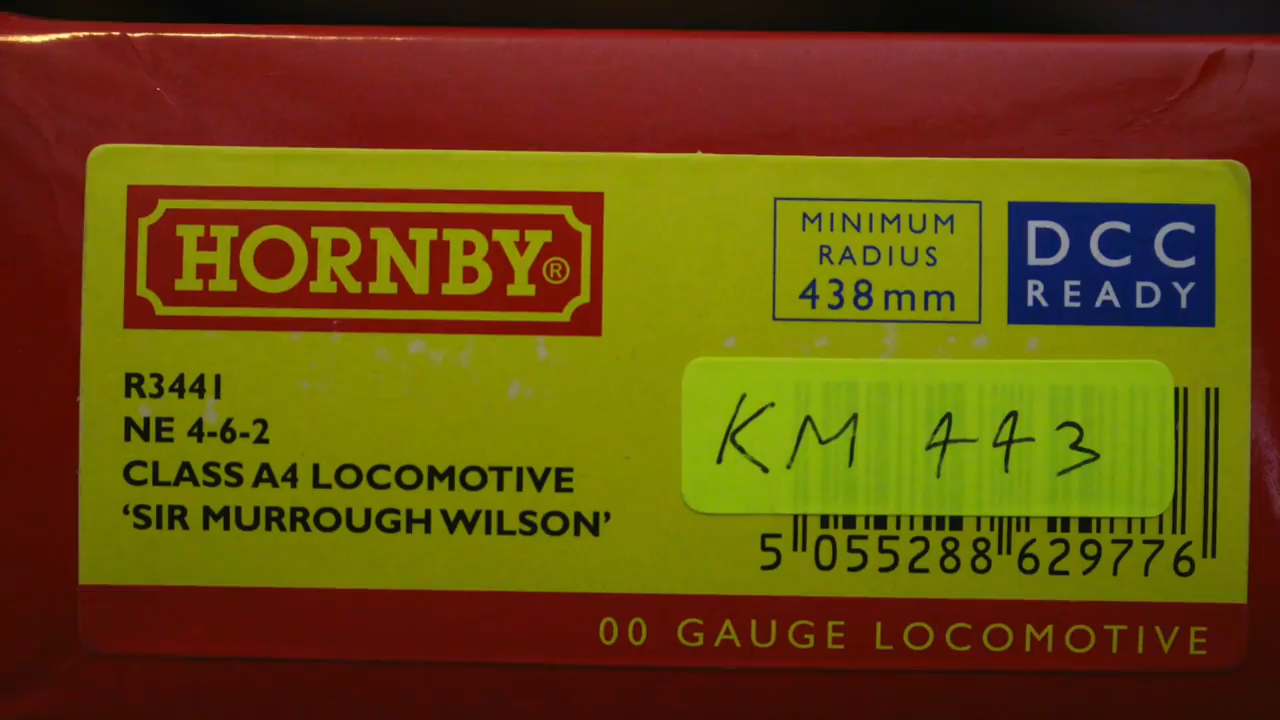 HORNBY®
MINIMUM
RADIUS
438mm
DCC
READY
R3441
NE 4-6-2
CLASS A4 LOCOMOTIVE
‘SIR MURROUGH WILSON’
KM 443
5 055288 629776
00 GAUGE LOCOMOTIVE